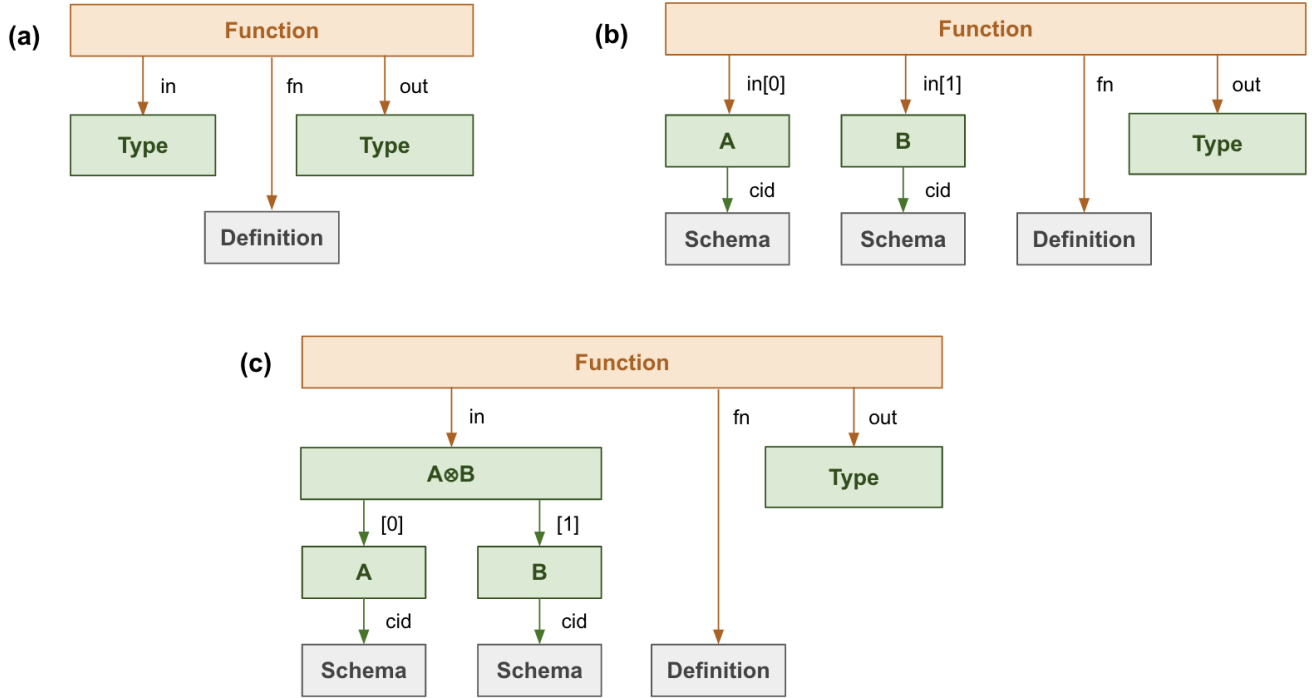 (a)
Function
in
fn
out
Type
Type
Definition
(b)
Function
in[0]
in[1]
fn
out
A
B
Type
cid
cid
Schema
Schema
Definition
(c)
Function
in
fn
out
A⊗B
Type
[0]
[1]
A
B
cid
cid
Schema
Schema
Definition